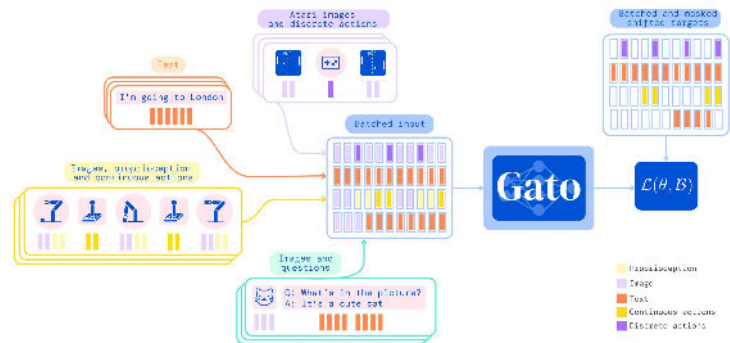 Atari images
and discrete actions
Batched and masked
shifted targets
Text
I'm going to London
Batched input
Images, proprioception
and continuous actions
Gato
L(θ, B)
Images and
questions
Q: What's in the picture?
A: It's a cute cat
Proprioception
Image
Text
Continuous actions
Discrete actions